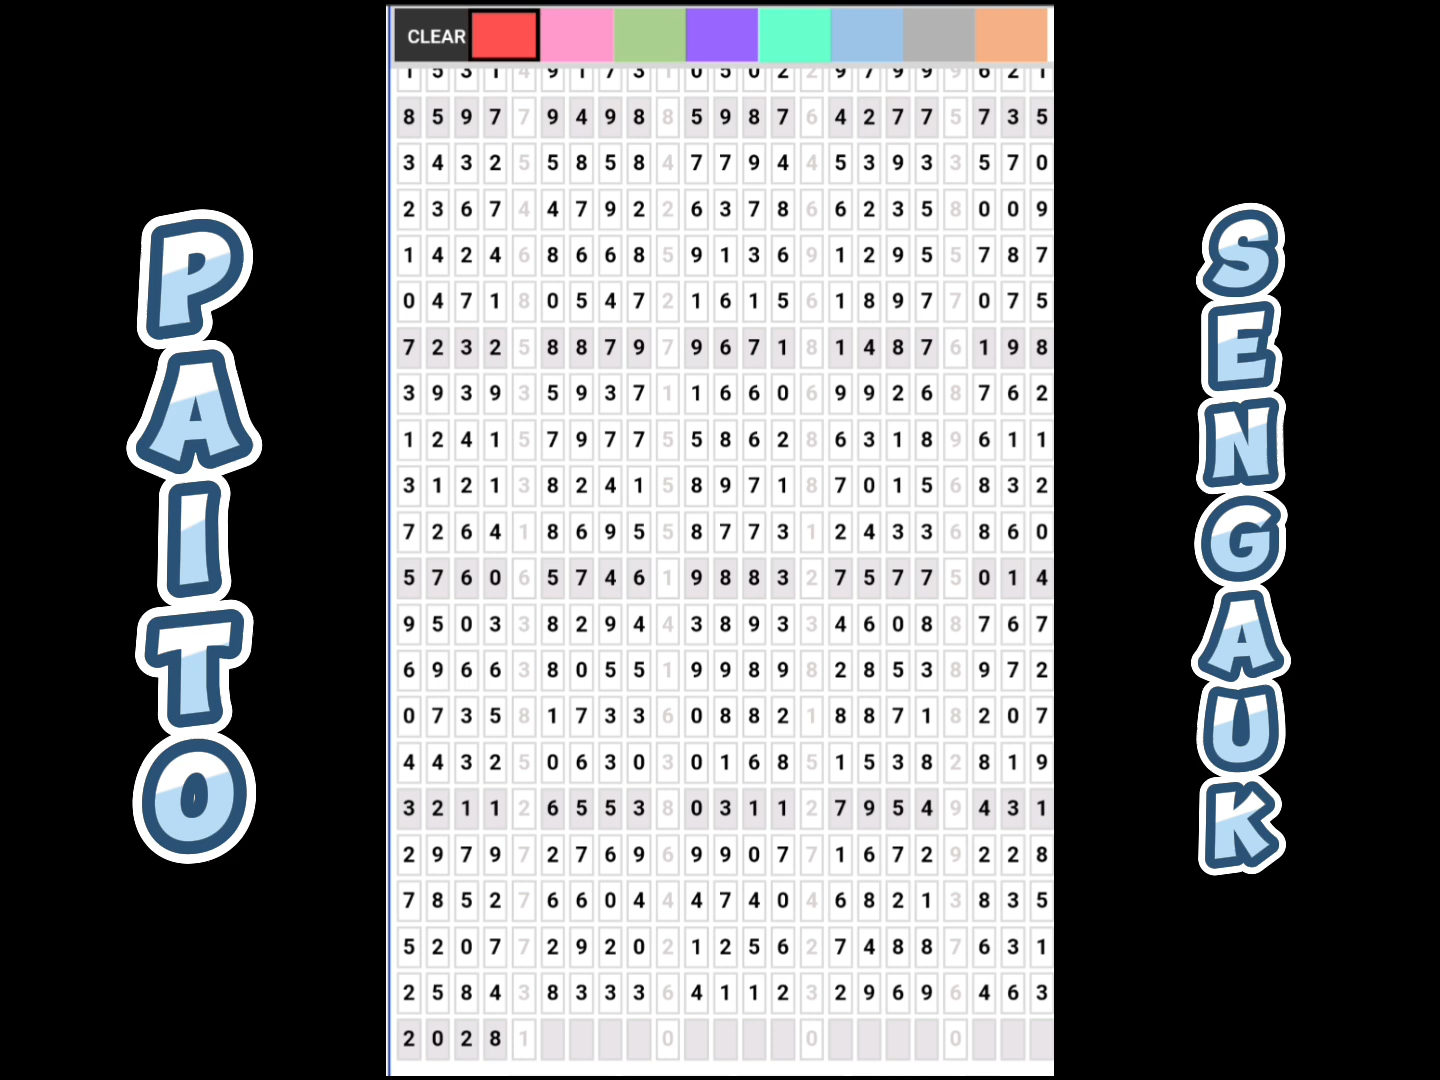 PAITO
CLEAR
1 5 3 1 4 9 1 7 3 1 0 5 0 2 2 9 7 9 9 9 6 2 1
8 5 9 7 7 9 4 9 8 8 5 9 8 7 6 4 2 7 7 5 7 3 5
3 4 3 2 5 5 8 5 8 4 7 7 9 4 4 5 3 9 3 3 5 7 0
2 3 6 7 4 4 7 9 2 2 6 3 7 8 6 6 2 3 5 8 0 0 9
1 4 2 4 6 8 6 6 8 5 9 1 3 6 9 1 2 9 5 5 7 8 7
0 4 7 1 8 0 5 4 7 2 1 6 1 5 6 1 8 9 7 7 0 7 5
7 2 3 2 5 8 8 7 9 7 9 6 7 1 8 1 4 8 7 6 1 9 8
3 9 3 9 3 5 9 3 7 1 1 6 6 0 6 9 9 2 6 8 7 6 2
1 2 4 1 5 7 9 7 7 5 5 8 6 2 8 6 3 1 8 9 6 1 1
3 1 2 1 3 8 2 4 1 5 8 9 7 1 8 7 0 1 5 6 8 3 2
7 2 6 4 1 8 6 9 5 5 8 7 7 3 1 2 4 3 3 6 8 6 0
5 7 6 0 6 5 7 4 6 1 9 8 8 3 2 7 5 7 7 5 0 1 4
9 5 0 3 3 8 2 9 4 4 3 8 9 3 3 4 6 0 8 8 7 6 7
6 9 6 6 3 8 0 5 5 1 9 9 8 9 8 2 8 5 3 8 9 7 2
0 7 3 5 8 1 7 3 3 6 0 8 8 2 1 8 8 7 1 8 2 0 7
4 4 3 2 5 0 6 3 0 3 0 1 6 8 5 1 5 3 8 2 8 1 9
3 2 1 1 2 6 5 5 3 8 0 3 1 1 2 7 9 5 4 9 4 3 1
2 9 7 9 7 2 7 6 9 6 9 9 0 7 7 1 6 7 2 9 2 2 8
7 8 5 2 7 6 6 0 4 4 4 7 4 0 4 6 8 2 1 3 8 3 5
5 2 0 7 7 2 9 2 0 2 1 2 5 6 2 7 4 8 8 7 6 3 1
2 5 8 4 3 8 3 3 3 6 4 1 1 2 3 2 9 6 9 6 4 6 3
2 0 2 8 1 0 0 0
SENGAUK